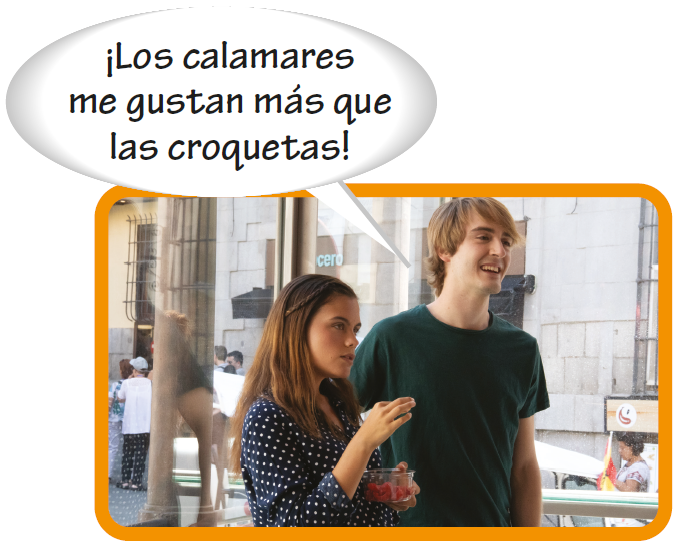 ¡Los calamares
me gustan más que
las croquetas!
cero